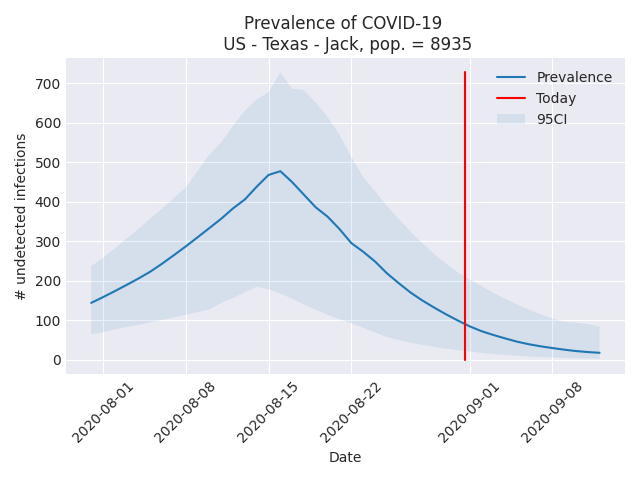 Prevalence of COVID-19
US - Texas - Jack, pop. = 8935
Prevalence
Today
95CI
# undetected infections
700
600
500
400
300
200
100
0
2020-08-01
2020-08-08
2020-08-15
2020-08-22
2020-09-01
2020-09-08
Date